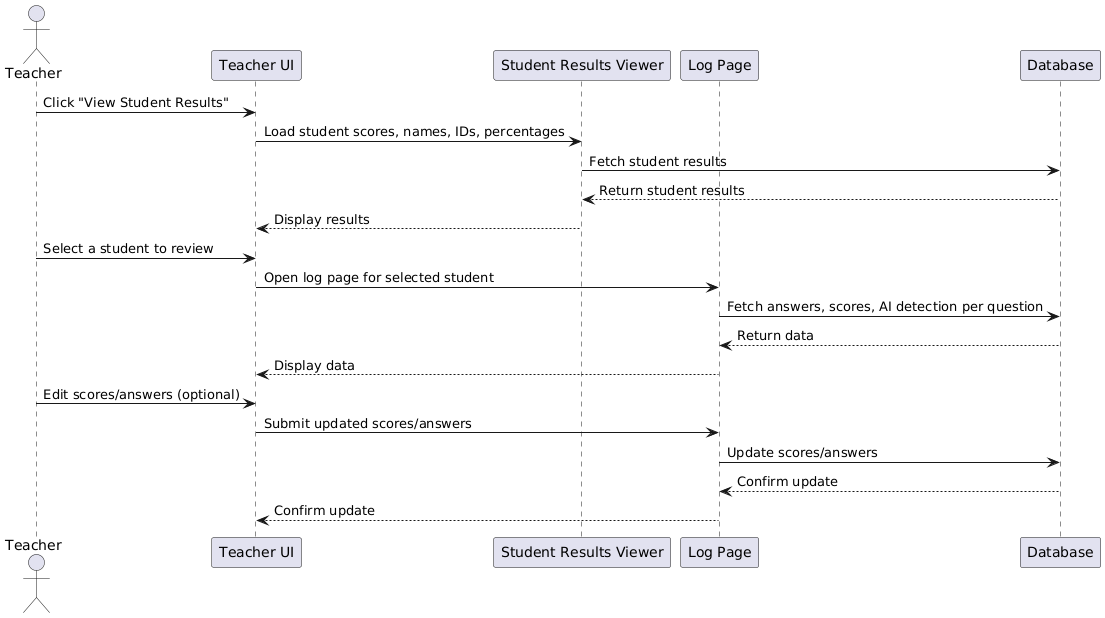 Teacher
Teacher UI
Student Results Viewer
Log Page
Database
Click "View Student Results"
Load student scores, names, IDs, percentages
Fetch student results
Return student results
Display results
Select a student to review
Open log page for selected student
Fetch answers, scores, AI detection per question
Return data
Display data
Edit scores/answers (optional)
Submit updated scores/answers
Update scores/answers
Confirm update
Confirm update
Teacher
Teacher UI
Student Results Viewer
Log Page
Database